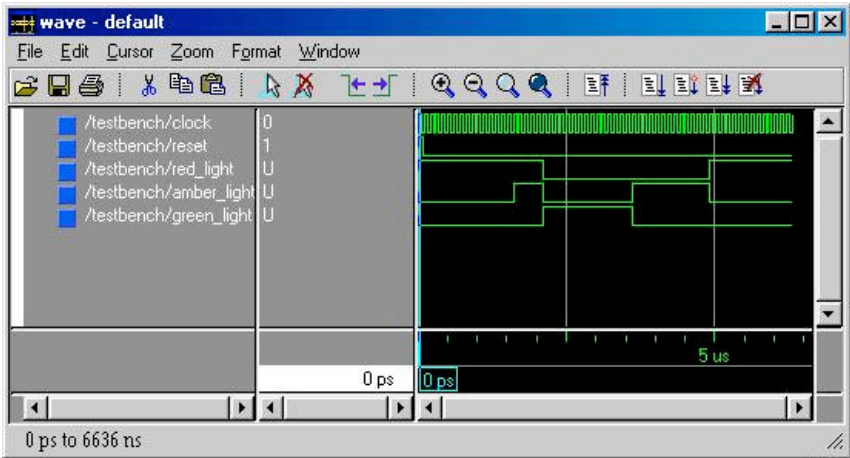 wave - default
File Edit Cursor Zoom Format Window
/testbench/clock 0
/testbench/reset 1
/testbench/red_light U
/testbench/amber_light U
/testbench/green_light U
5 us
0 ps 0 ps
0 ps to 6636 ns